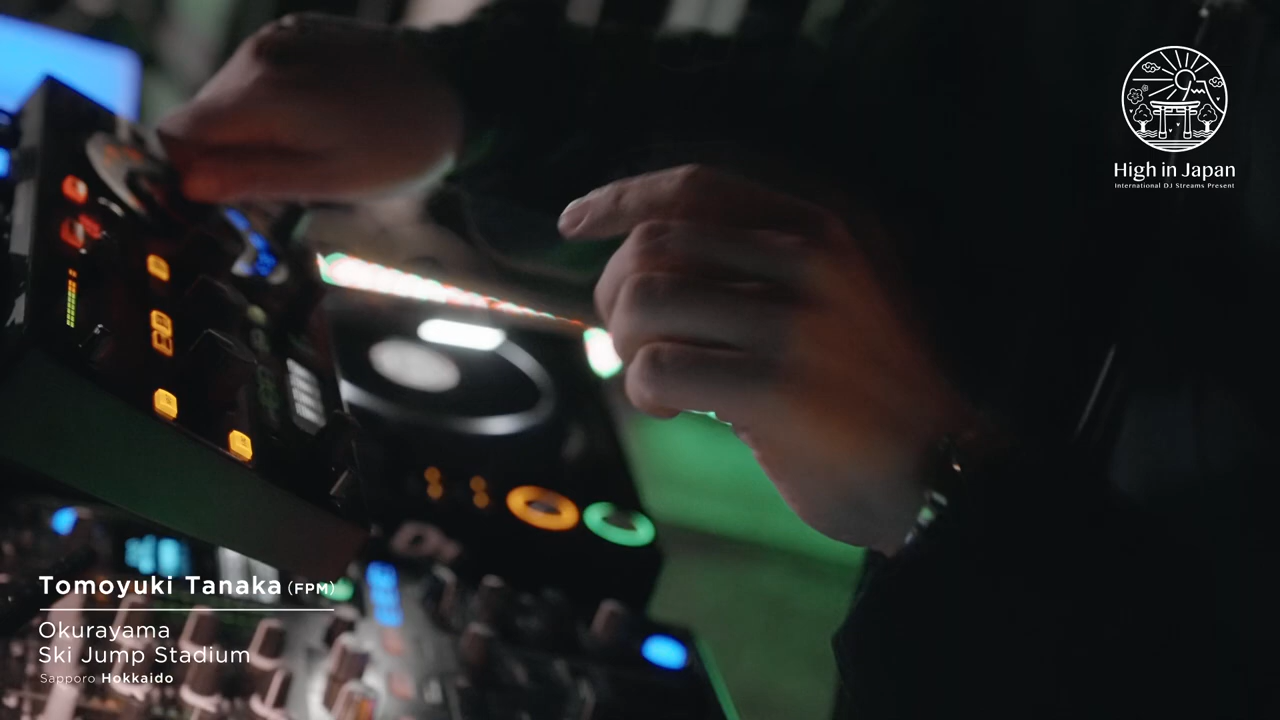 High in Japan
International DJ Streams Present
Tomoyuki Tanaka (FPM)
Okurayama
Ski Jump Stadium
Sapporo Hokkaido